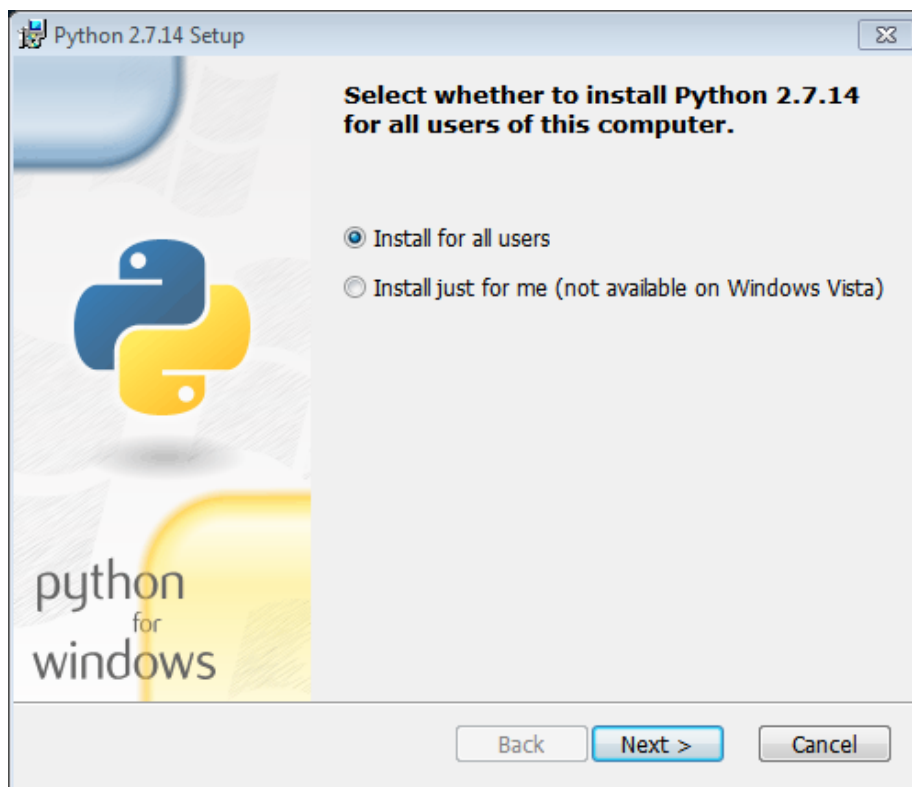 Python 2.7.14 Setup
Select whether to install Python 2.7.14
for all users of this computer.
Install for all users
Install just for me (not available on Windows Vista)
python
for
windows
Back
Next >
Cancel